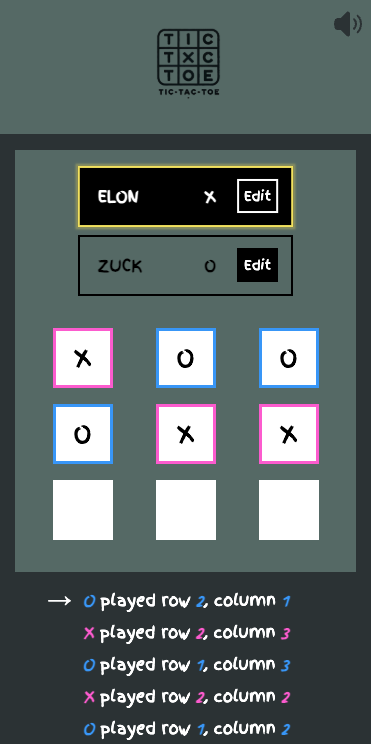 TIC
TXC
TOE
TIC-TAC-TOE
ELON X Edit
ZUCK O Edit
X O O
O X X
→ O played row 2, column 1
X played row 2, column 3
O played row 1, column 3
X played row 2, column 2
O played row 1, column 2